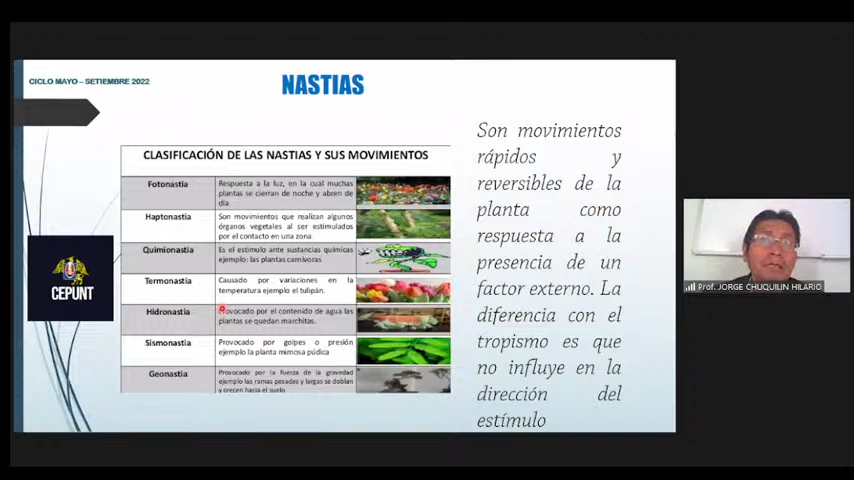 CICLO MAYO – SETIEMBRE 2022
NASTIAS
CLASIFICACIÓN DE LAS NASTIAS Y SUS MOVIMIENTOS
Fotonastia
Respuesta a la luz, en la cual muchas
plantas se cierran de noche y abren de
día.
Haptonastia
Son movimientos que realizan algunos
órganos vegetales al ser estimulados
por el contacto en una zona
Quimionastia
Es el estimulo ante sustancias químicas
ejemplo: las plantas carnívoras
Termonastia
Causado por variaciones en la
temperatura ejemplo el tulipán.
Hidronastia
Provocado por el contenido de agua las
plantas se quedan marchitas.
Sismonastia
Provocado por golpes o presión
ejemplo la planta mimosa púdica
Geonastia
Provocado por la fuerza de la gravedad
ejemplo las ramas pesadas y largas se doblan
y crecen hacia el suelo
CEPUNT
Son movimientos
rápidos y
reversibles de la
planta como
respuesta a la
presencia de un
factor externo. La
diferencia con el
tropismo es que
no influye en la
dirección del
estímulo
Prof. JORGE CHUQUILIN HILARIO